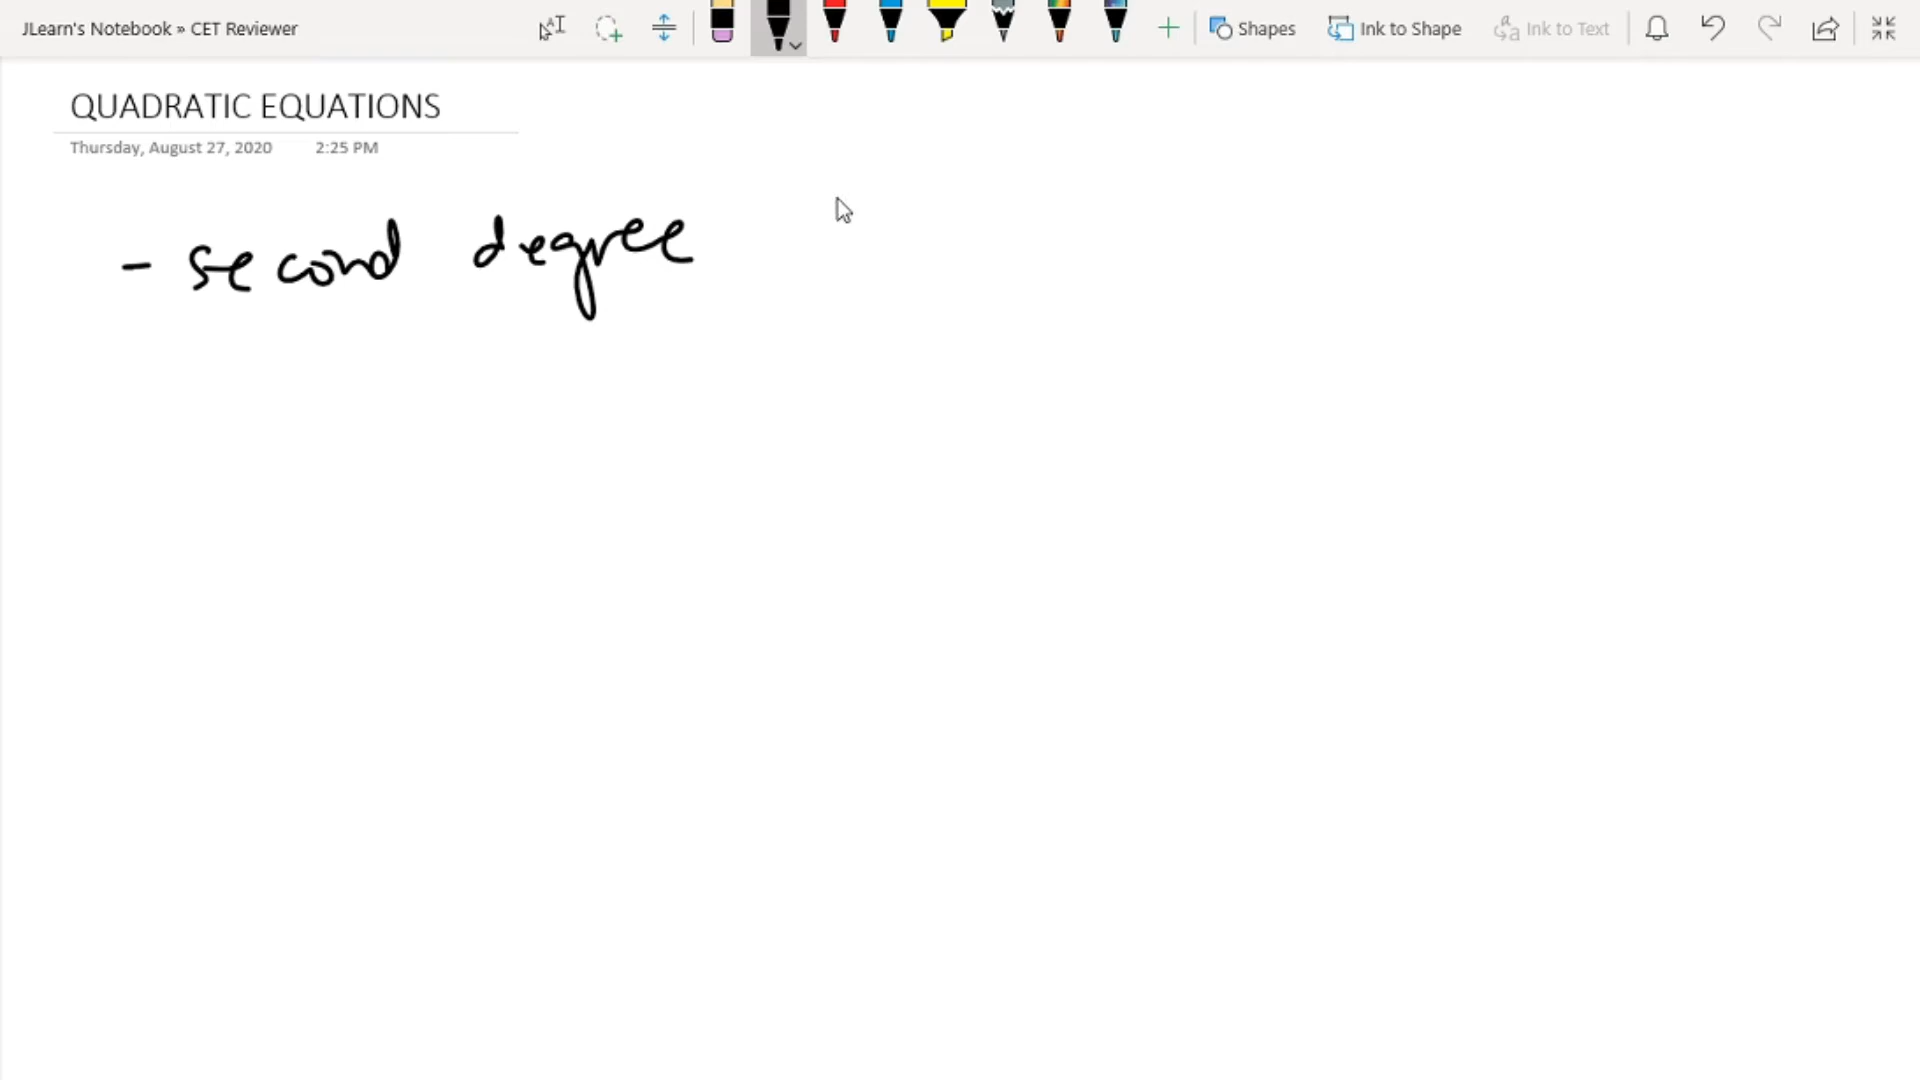 JLearn's Notebook » CET Reviewer
Shapes Ink to Shape Ink to Text
QUADRATIC EQUATIONS
Thursday, August 27, 2020 2:25 PM
- second degree